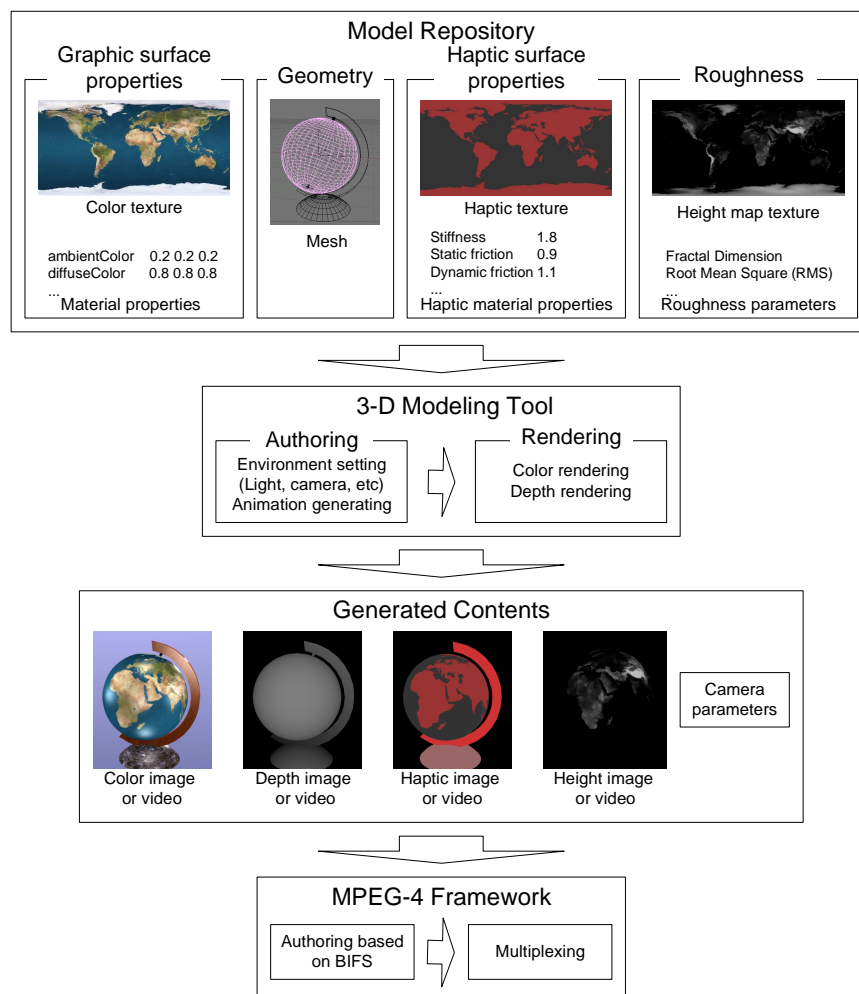 Model Repository
Graphic surface
properties
Color texture
ambientColor 0.2 0.2 0.2
diffuseColor 0.8 0.8 0.8
...
Material properties
Geometry
Mesh
Haptic surface
properties
Haptic texture
Stiffness 1.8
Static friction 0.9
Dynamic friction 1.1
...
Haptic material properties
Roughness
Height map texture
Fractal Dimension
Root Mean Square (RMS)
...
Roughness parameters
3-D Modeling Tool
Authoring
Environment setting
(Light, camera, etc)
Animation generating
Rendering
Color rendering
Depth rendering
Generated Contents
Color image
or video
Depth image
or video
Haptic image
or video
Height image
or video
Camera
parameters
MPEG-4 Framework
Authoring based
on BIFS
Multiplexing